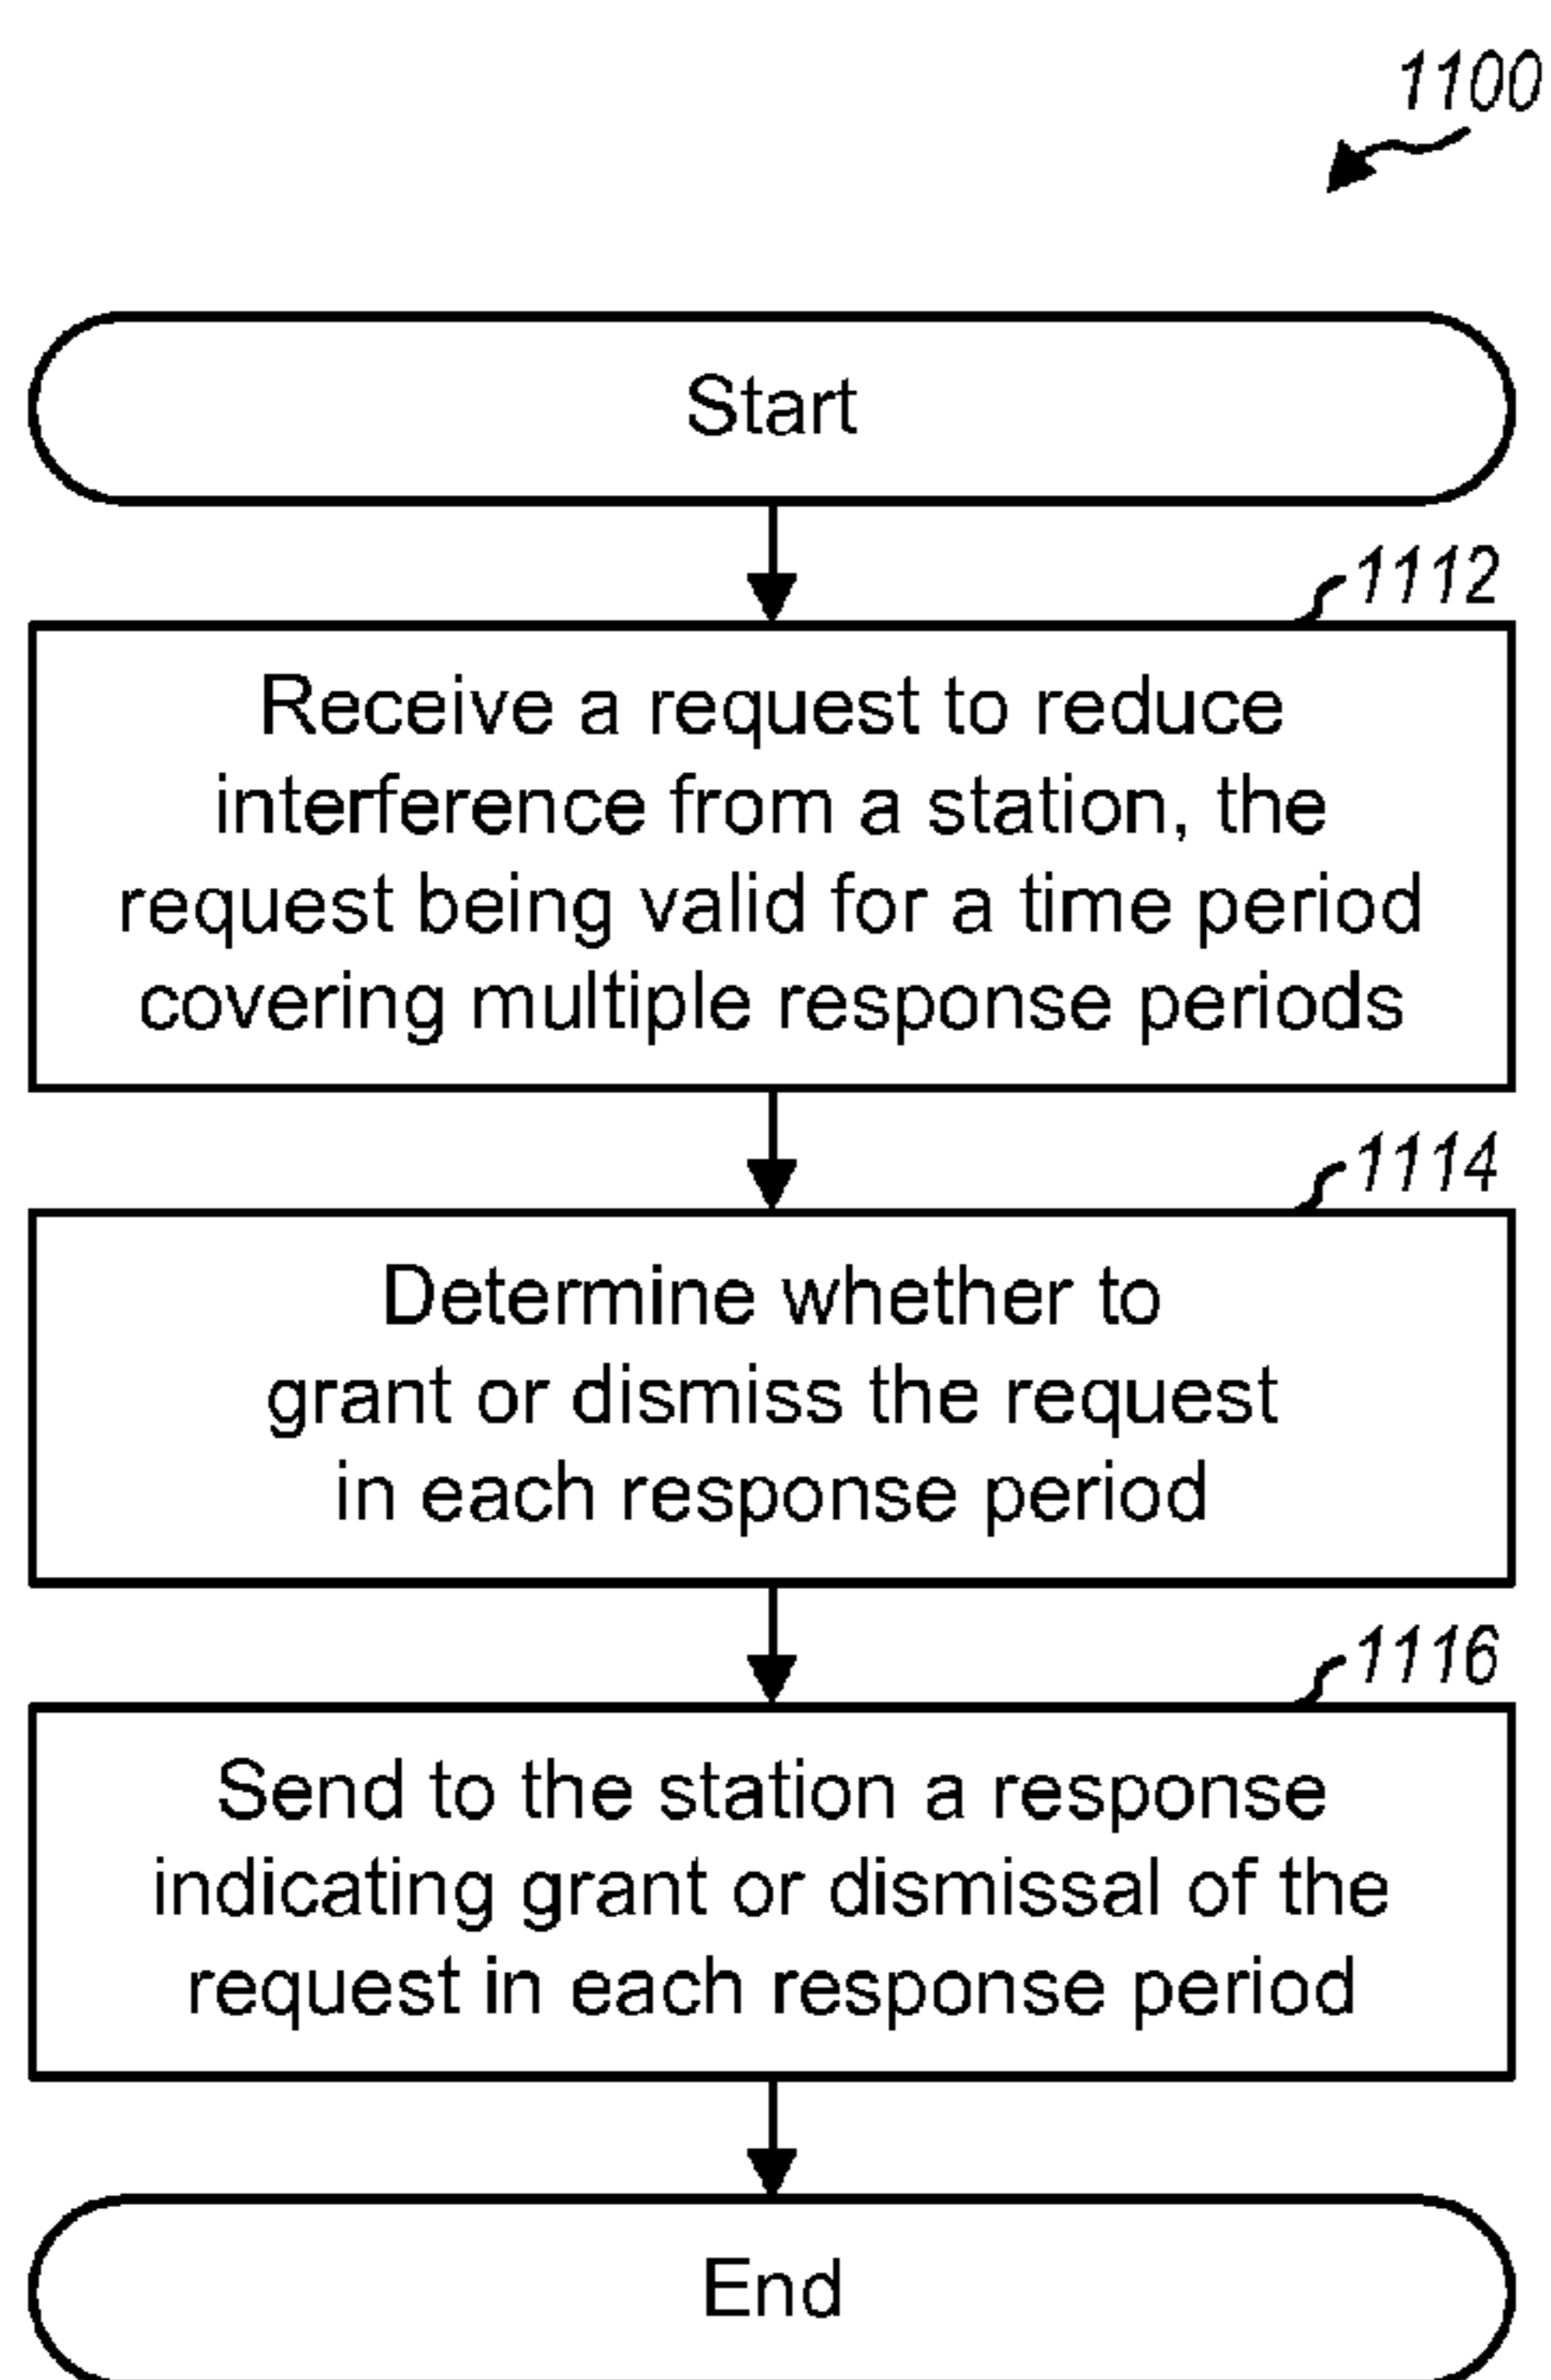 1100
Start
1112
Receive a request to reduce
interference from a station, the
request being valid for a time period
covering multiple response periods
1114
Determine whether to
grant or dismiss the request
in each response period
1116
Send to the station a response
indicating grant or dismissal of the
request in each response period
End